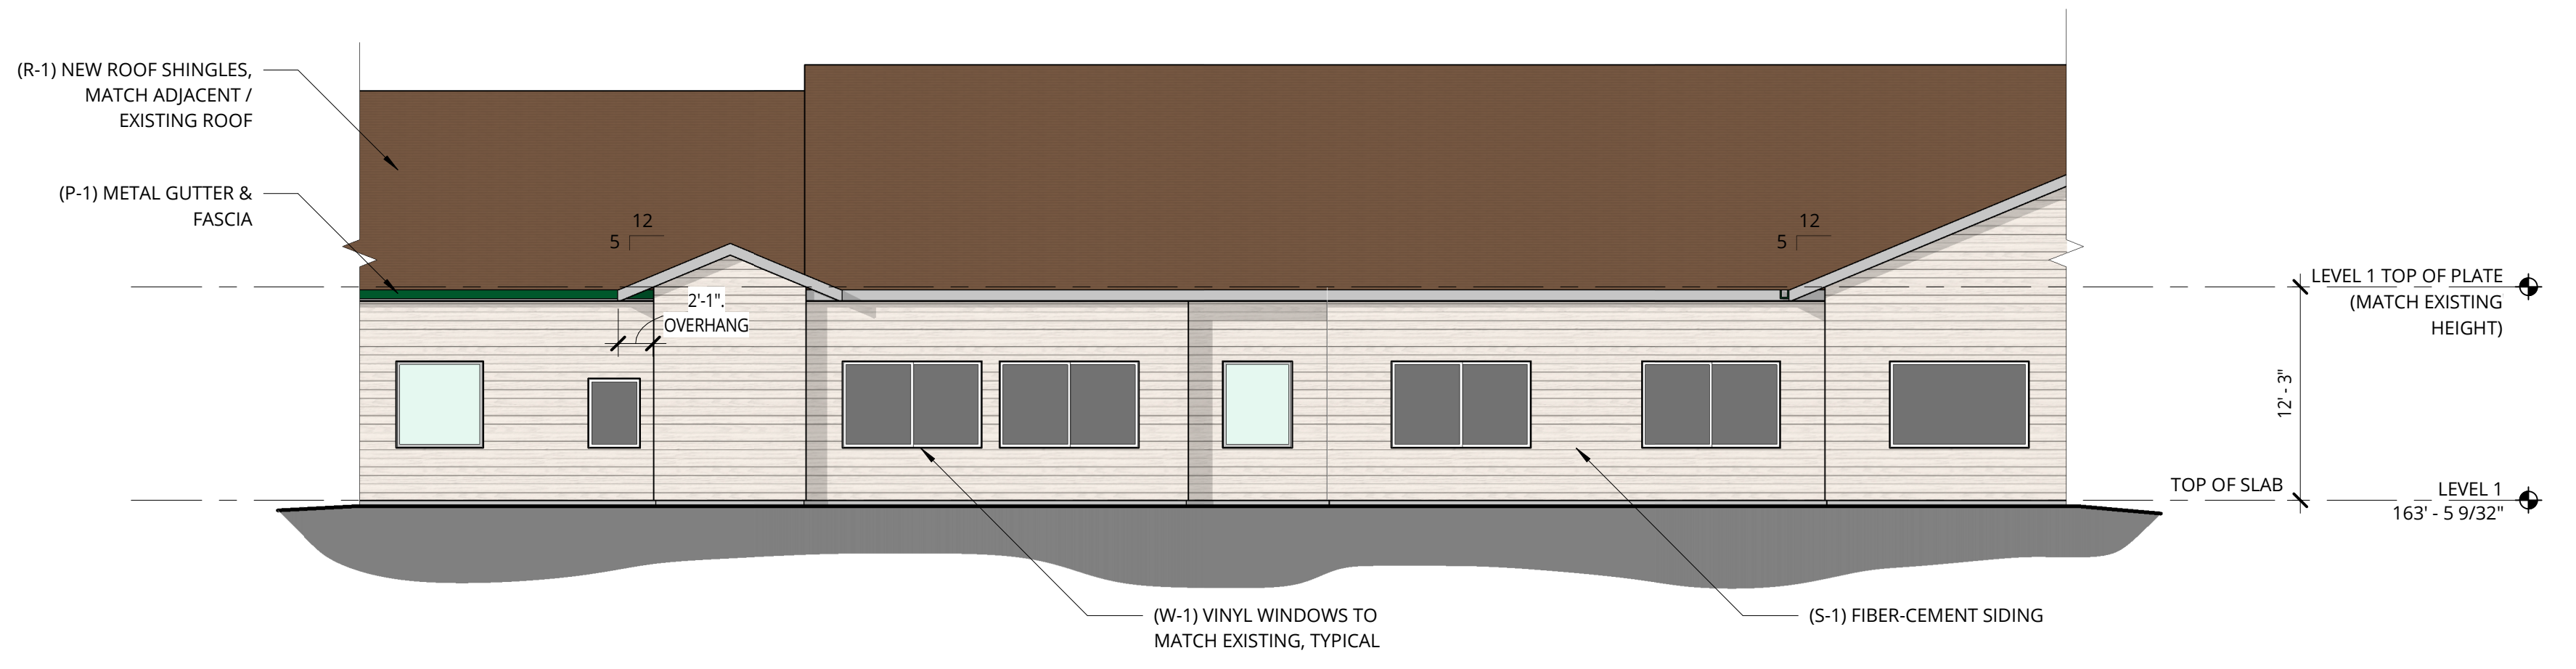 (R-1) NEW ROOF SHINGLES,
MATCH ADJACENT /
EXISTING ROOF
(P-1) METAL GUTTER &
FASCIA
12
5
2'-1".
OVERHANG
12
5
LEVEL 1 TOP OF PLATE
(MATCH EXISTING
HEIGHT)
12' - 3"
TOP OF SLAB
LEVEL 1
163' - 5 9/32"
(W-1) VINYL WINDOWS TO
MATCH EXISTING, TYPICAL
(S-1) FIBER-CEMENT SIDING